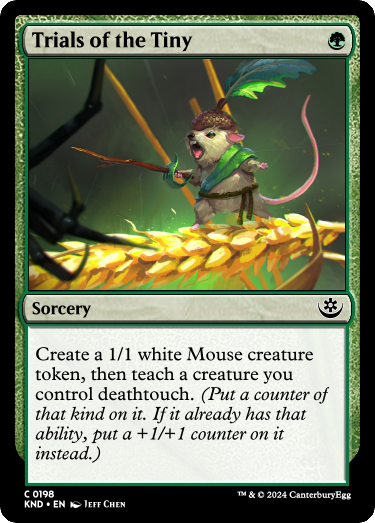 Trials of the Tiny
Sorcery
Create a 1/1 white Mouse creature
token, then teach a creature you
control deathtouch. (Put a counter of
that kind on it. If it already has that
ability, put a +1/+1 counter on it
instead.)
C 0198
KND • EN Jeff Chen
™ & © 2024 CanterburyEgg